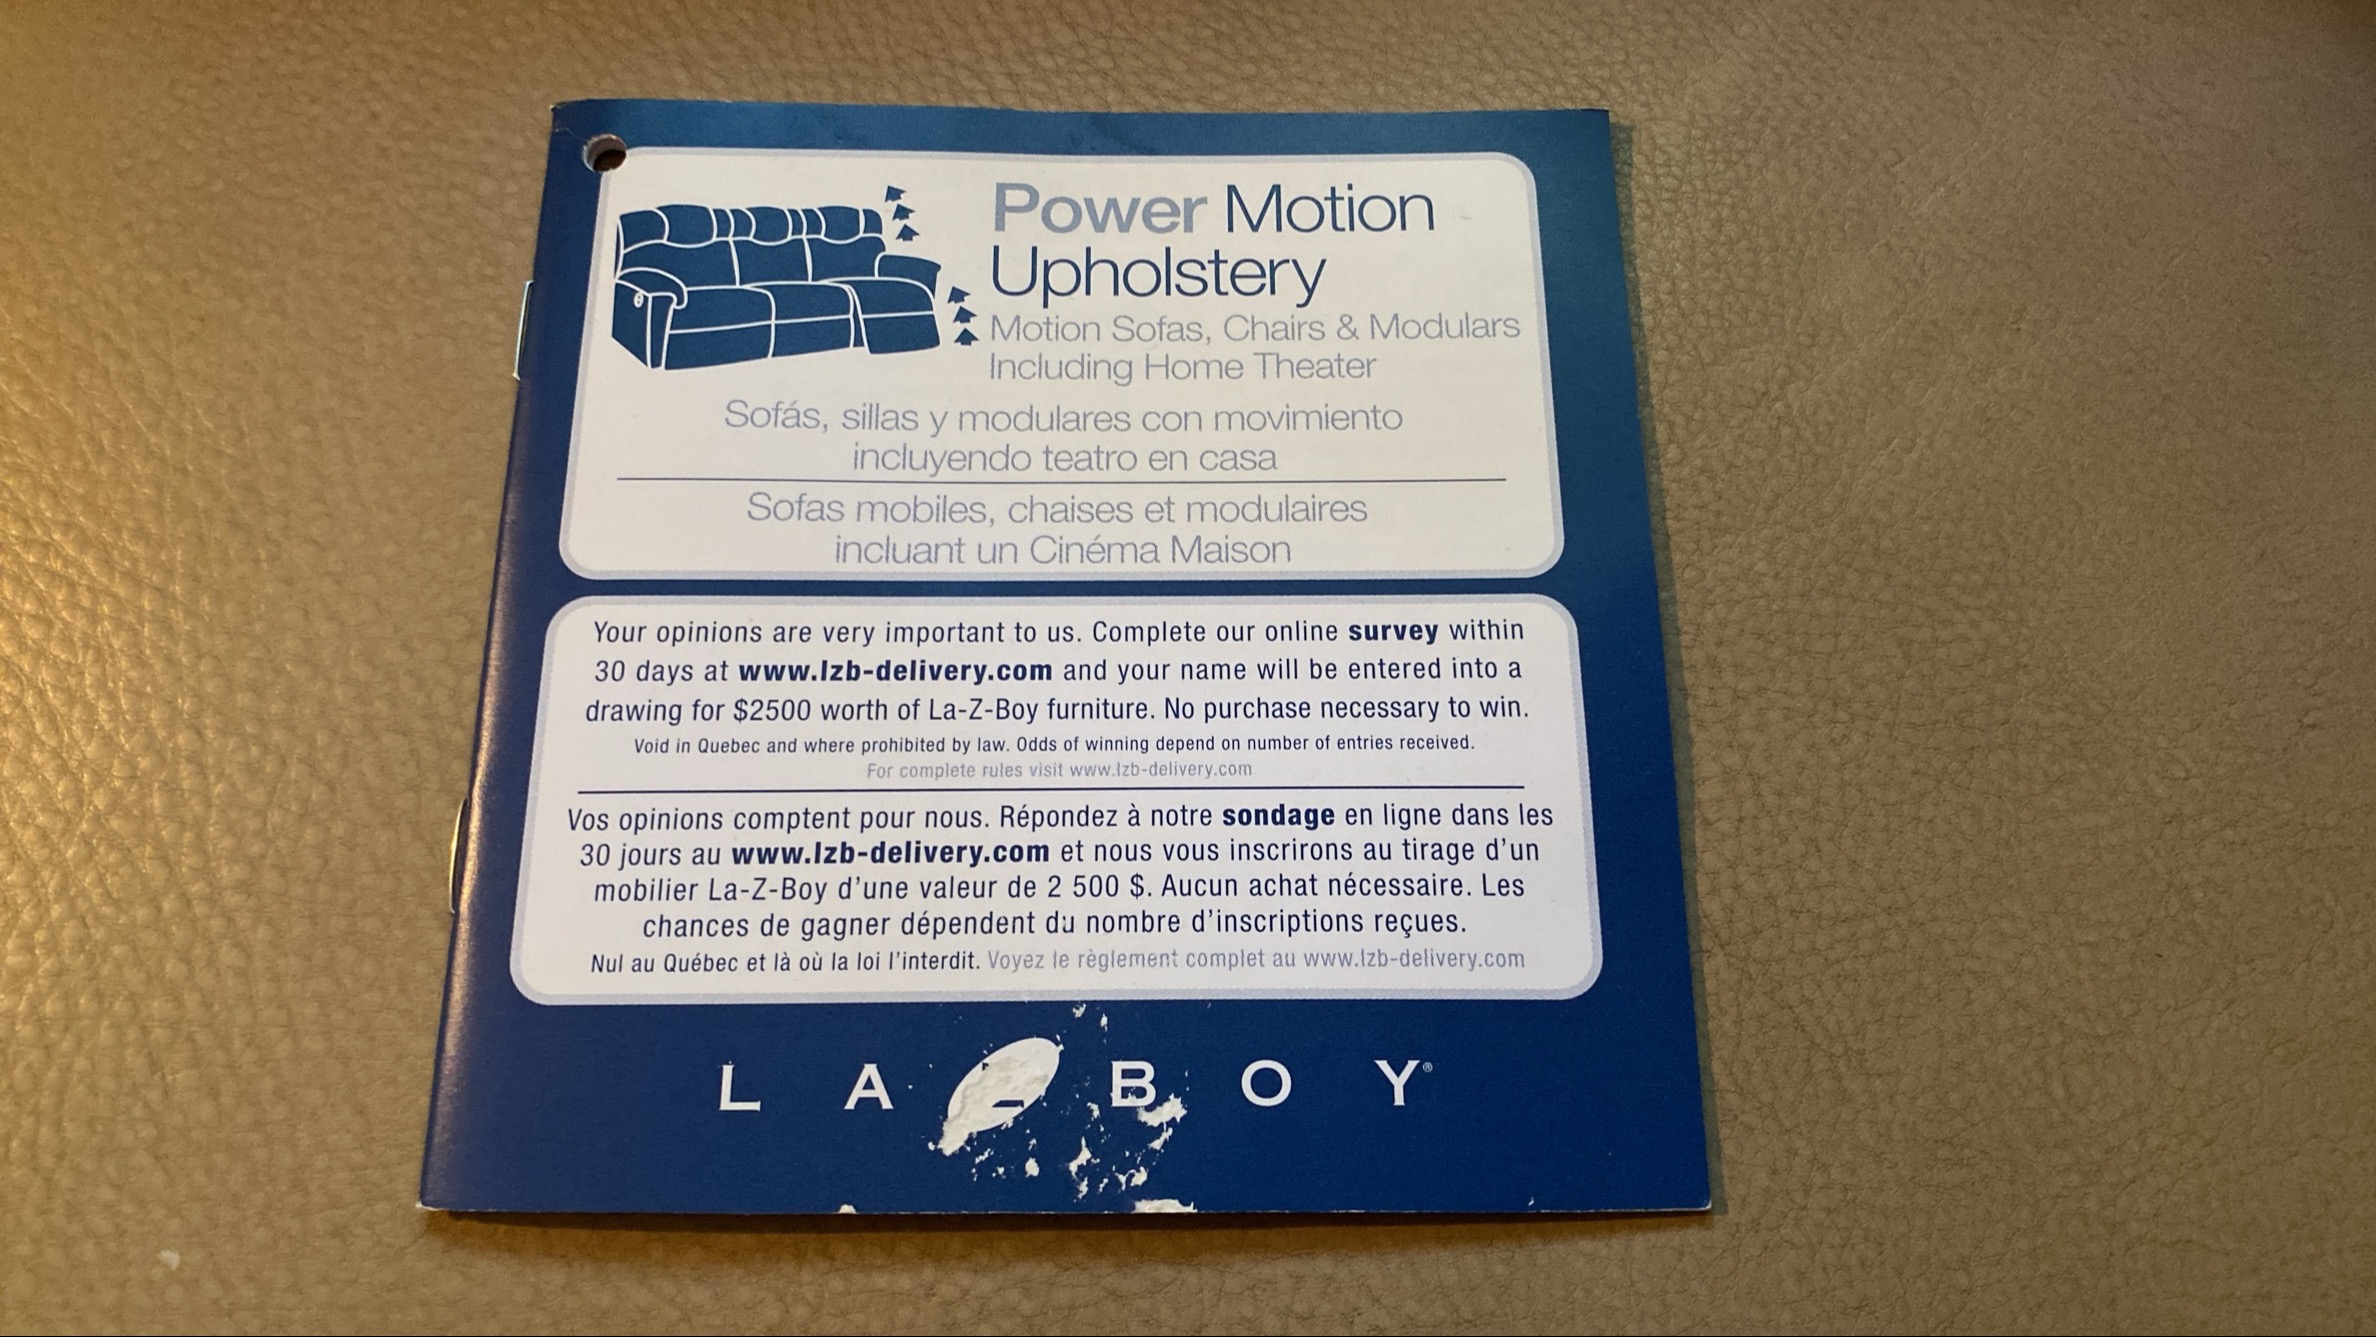 Power Motion
Upholstery
Motion Sofas, Chairs & Modulars
Including Home Theater
Sofás, sillas y modulares con movimiento
incluyendo teatro en casa
Sofas mobiles, chaises et modulaires
incluant un Cinéma Maison
Your opinions are very important to us. Complete our online survey within
30 days at www.lzb-delivery.com and your name will be entered into a
drawing for $2500 worth of La-Z-Boy furniture. No purchase necessary to win.
Void in Quebec and where prohibited by law. Odds of winning depend on number of entries received.
For complete rules visit www.lzb-delivery.com
Vos opinions comptent pour nous. Répondez à notre sondage en ligne dans les
30 jours au www.lzb-delivery.com et nous vous inscrirons au tirage d'un
mobilier La-Z-Boy d'une valeur de 2 500 $. Aucun achat nécessaire. Les
chances de gagner dépendent du nombre d'inscriptions reçues.
Nul au Québec et là où la loi l'interdit. Voyez le règlement complet au www.lzb-delivery.com
LA BOY®